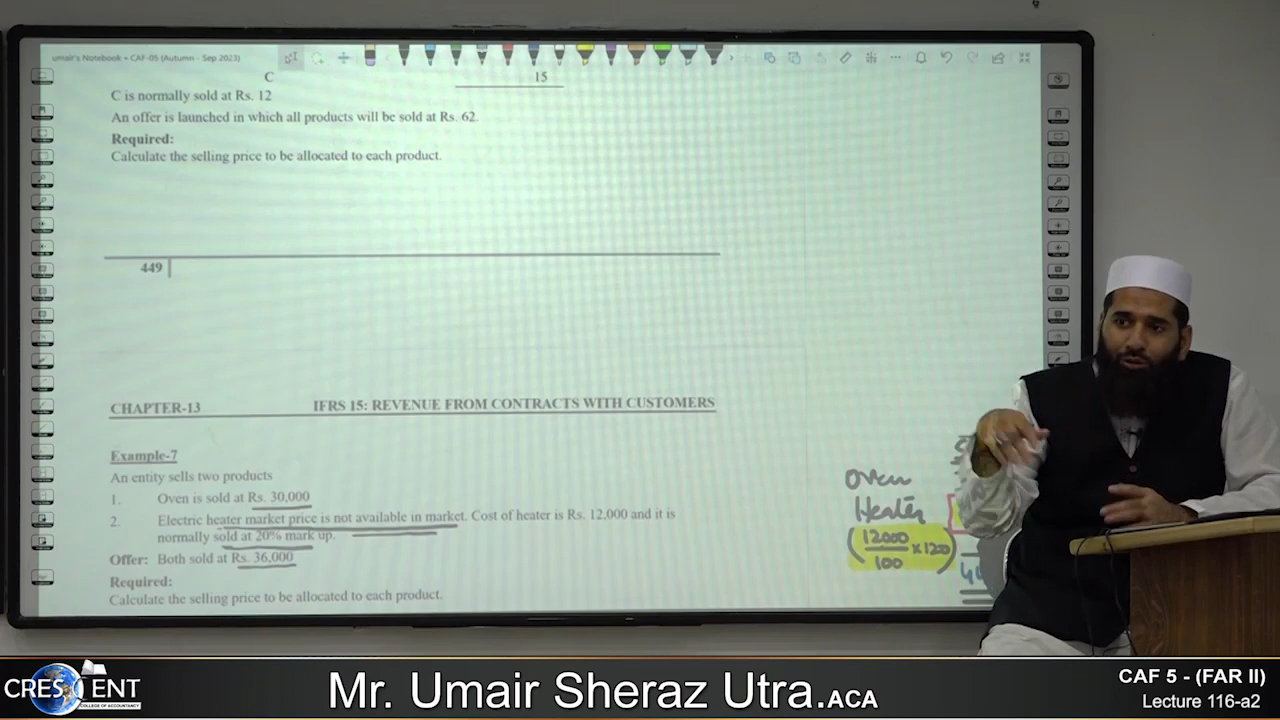 umair's Notebook • CAF-05 (Autumn - Sep 2023)
C 15
C is normally sold at Rs. 12
An offer is launched in which all products will be sold at Rs. 62.
Required:
Calculate the selling price to be allocated to each product.
449
CHAPTER-13 IFRS 15: REVENUE FROM CONTRACTS WITH CUSTOMERS
Example-7
An entity sells two products
1. Oven is sold at Rs. 30,000
2. Electric heater market price is not available in market. Cost of heater is Rs. 12,000 and it is
normally sold at 20% mark up.
Offer: Both sold at Rs. 36,000
Required:
Calculate the selling price to be allocated to each product.
Oven
Heater
(12000/100 × 120)
CRESCENT
COLLEGE OF ACCOUNTANCY
Mr. Umair Sheraz Utra.ACA
CAF 5 - (FAR II)
Lecture 116-a2